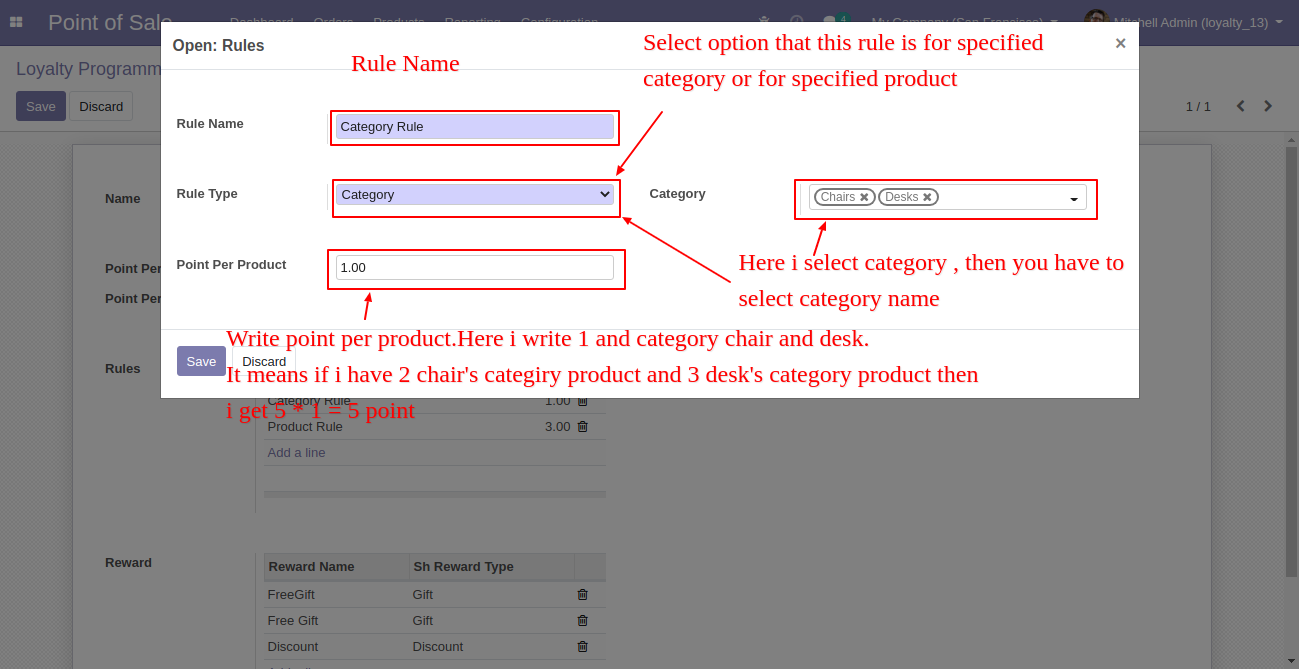 Point of Sale Dashboard Orders Products Reporting Configuration 4 My Company (San Francisco) Mitchell Admin (loyalty_13)
Open: Rules ×
Rule Name
Select option that this rule is for specified
category or for specified product
Loyalty Programm
Save Discard
1 / 1
Rule Name Category Rule
Rule Type Category
Category Chairs Desks
Point Per Product 1.00
Here i select category , then you have to
select category name
Write point per product.Here i write 1 and category chair and desk.
It means if i have 2 chair's categiry product and 3 desk's category product then
i get 5 * 1 = 5 point
Save Discard
Name
Point Per
Point Per
Rules
Category Rule 1.00
Product Rule 3.00
Add a line
Reward
Reward Name Sh Reward Type
FreeGift Gift
Free Gift Gift
Discount Discount